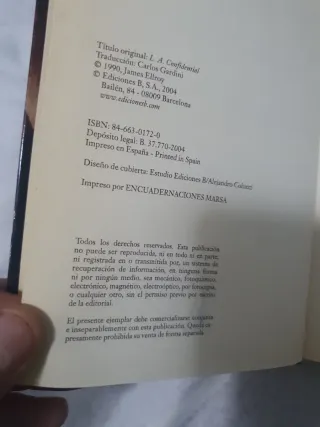 Título original: L. A. Confidential
Traducción: Carlos Gardini
© 1990, James Ellroy
© Ediciones B, S.A., 2004
Bailén, 84 - 08009 Barcelona
www.edicionesb.com
ISBN: 84-663-0172-0
Depósito legal: B. 37.770-2004
Impreso en España - Printed in Spain
Diseño de cubierta: Estudio Ediciones B/Alejandro
Impreso por ENCUADERNACIONES MARSA
Todos los derechos reservados. Esta publicación
no puede ser reproducida, ni en todo ni en parte,
ni registrada en o transmitida por, un sistema de
recuperación de información, en ninguna forma
ni por ningún medio, sea mecánico, fotoquímico,
electrónico, magnético, electroóptico, por fotocopia,
o cualquier otro, sin el permiso previo por escrito
de la editorial.
El presente ejemplar debe comercializarse
e inseparablemente con esta publicación. Queda ex-
presamente prohibida su venta de forma separada.